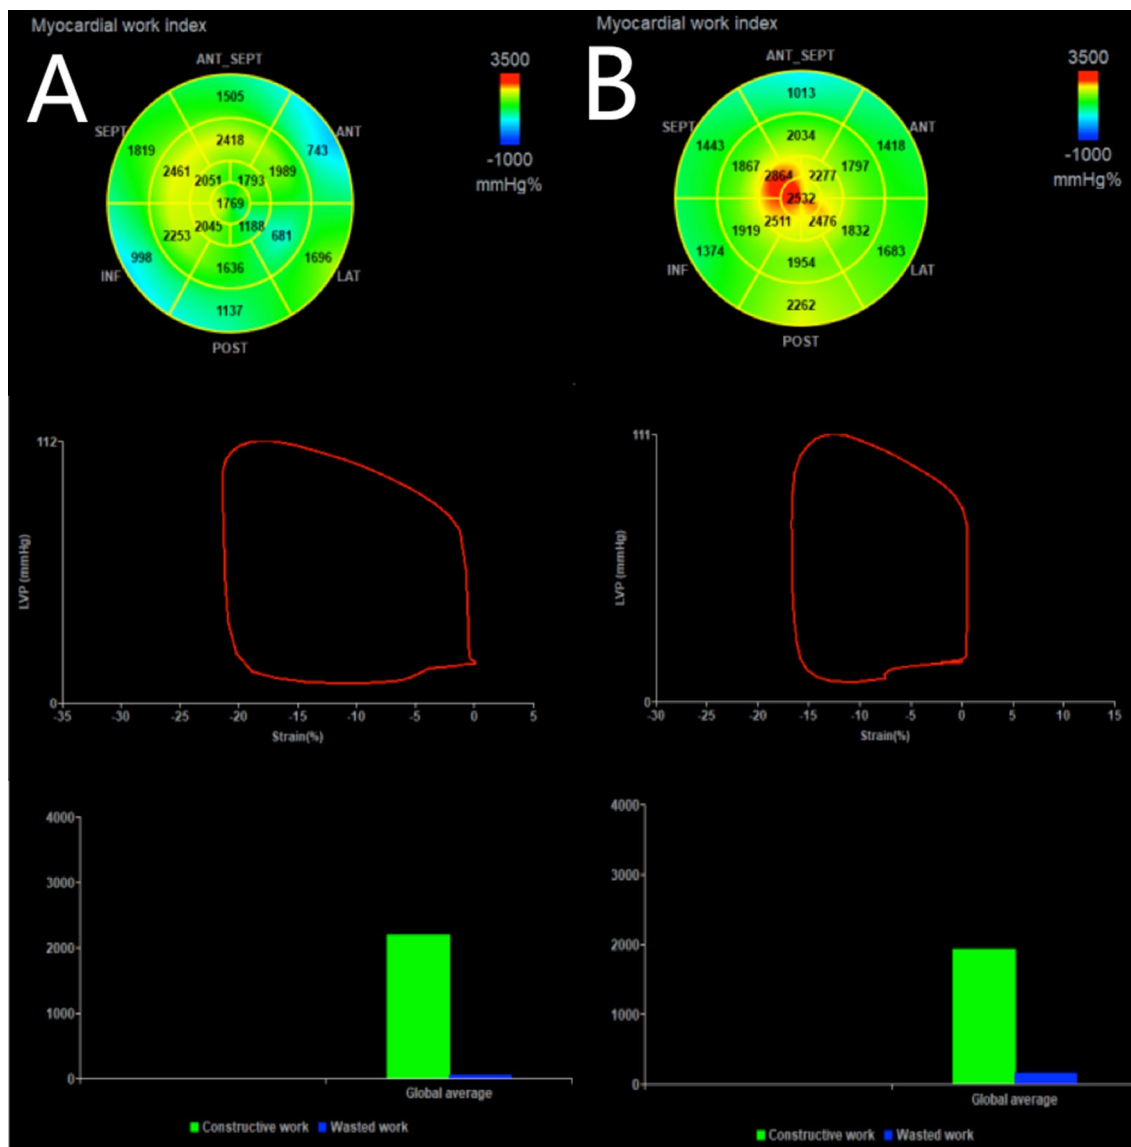 Myocardial work index
A
ANT_SEPT
SEPT
ANT
INF
LAT
POST
1505
1819
743
2418
2461
1989
2051
1793
1769
2045
1188
2253
681
998
1696
1636
1137
3500
-1000
mmHg%
Myocardial work index
B
ANT_SEPT
SEPT
ANT
INF
LAT
POST
1013
1443
1418
2034
1867
1797
2864
2277
2532
2511
2476
1919
1832
1374
1683
1954
2262
3500
-1000
mmHg%
112
LVP (mmHg)
0
-35 -30 -25 -20 -15 -10 -5 0 5
Strain(%)
111
LVP (mmHg)
0
-30 -25 -20 -15 -10 -5 0 5 10 15
Strain(%)
4000
3000
2000
1000
0
Global average
Constructive work Wasted work
4000
3000
2000
1000
0
Global average
Constructive work Wasted work